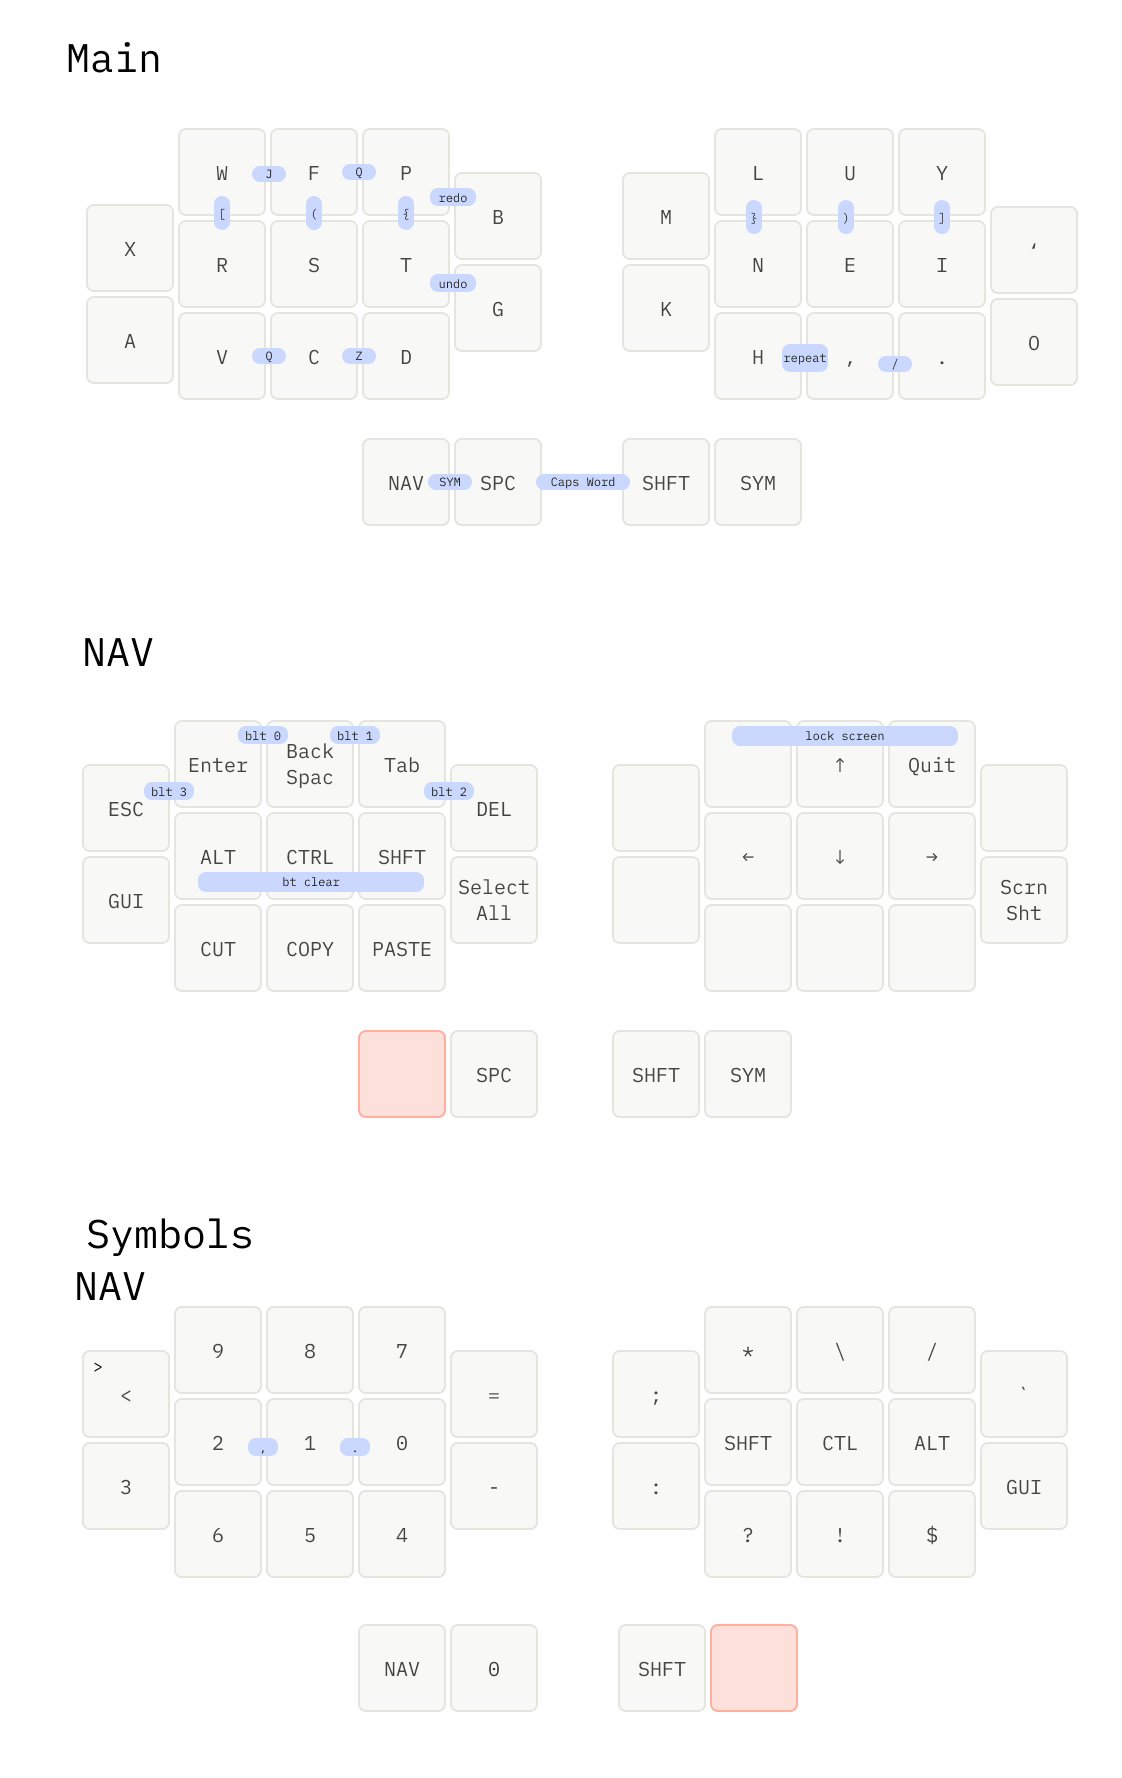 Main
W J F Q P
L U Y
[ ( { redo B
M } ) ]
X R S T
N E I ‘
undo G
K
A V Q C Z D
H repeat , / . O
NAV SYM SPC Caps Word SHFT SYM
NAV
blt 0 blt 1
lock screen
Enter Back Spac Tab
↑ Quit
blt 3 blt 2
ESC DEL
ALT CTRL SHFT
← ↓ →
bt clear
GUI Select All
Scrn Sht
CUT COPY PASTE
SPC SHFT SYM
Symbols
NAV
9 8 7
* \ /
>
< =
; `
2 , 1 . 0
SHFT CTL ALT
3 -
: GUI
6 5 4
? ! $
NAV 0 SHFT